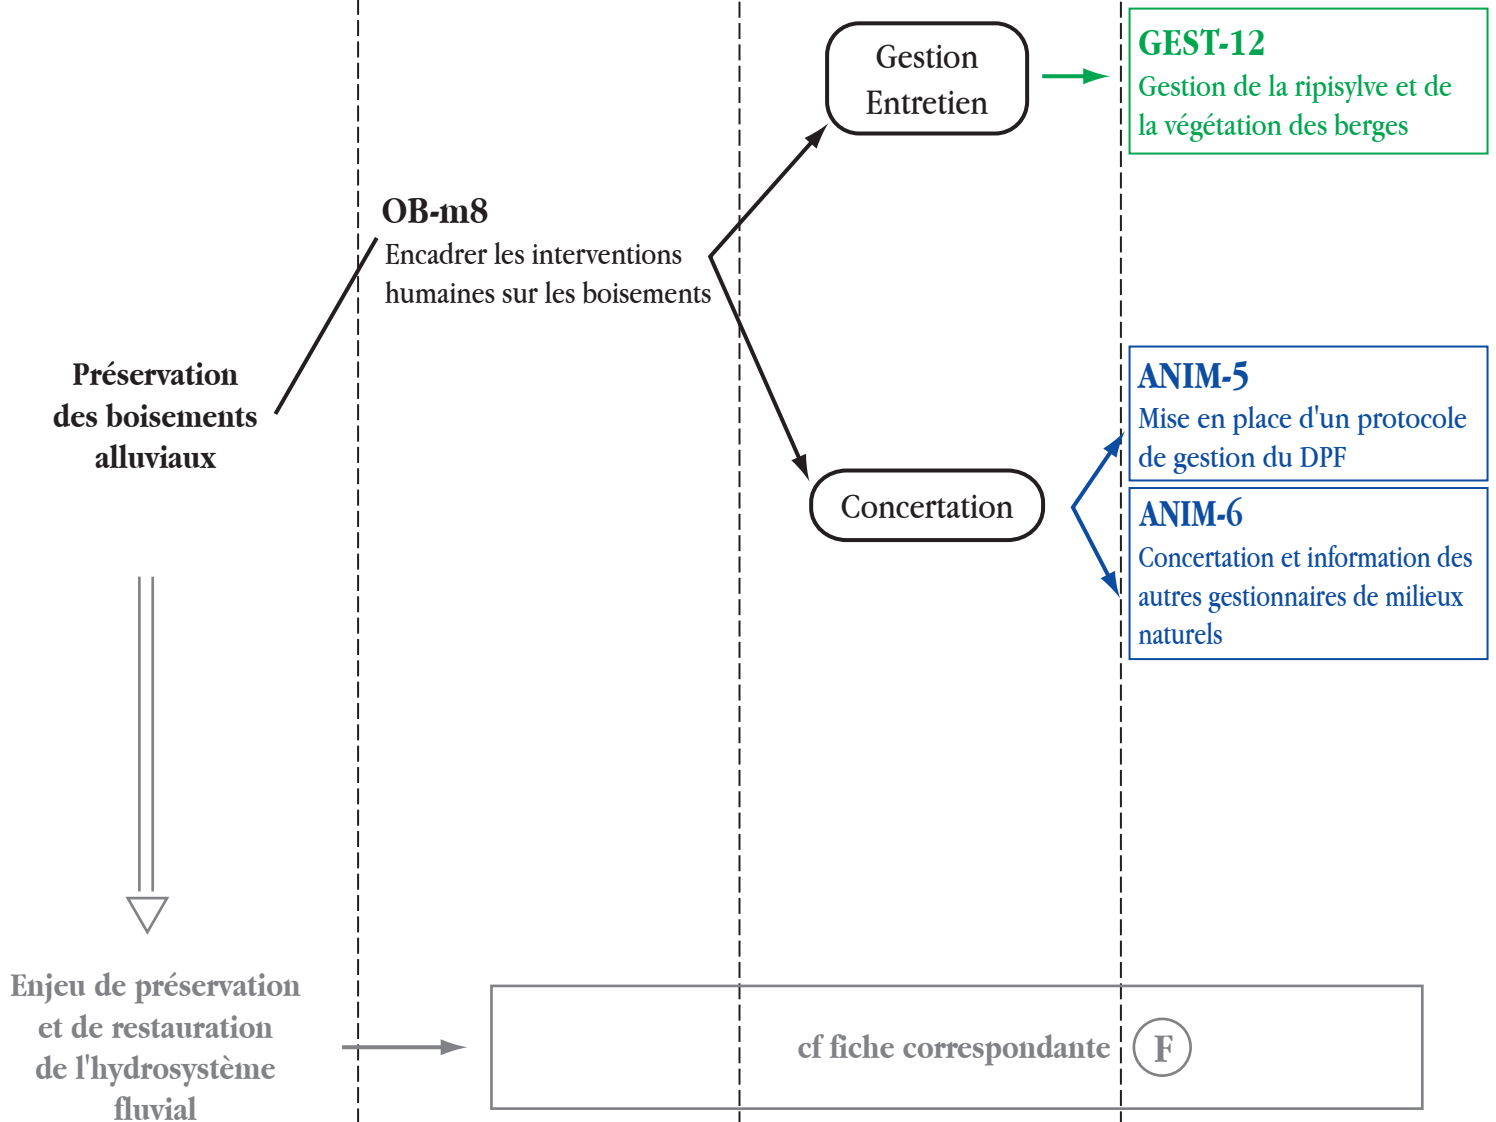 Gestion
Entretien
GEST-12
Gestion de la ripisylve et de
la végétation des berges
OB-m8
Encadrer les interventions
humaines sur les boisements
Préservation
des boisements
alluviaux
ANIM-5
Mise en place d'un protocole
de gestion du DPF
Concertation
ANIM-6
Concertation et information des
autres gestionnaires de milieux
naturels
Enjeu de préservation
et de restauration
de l'hydrosystème
fluvial
cf fiche correspondante F